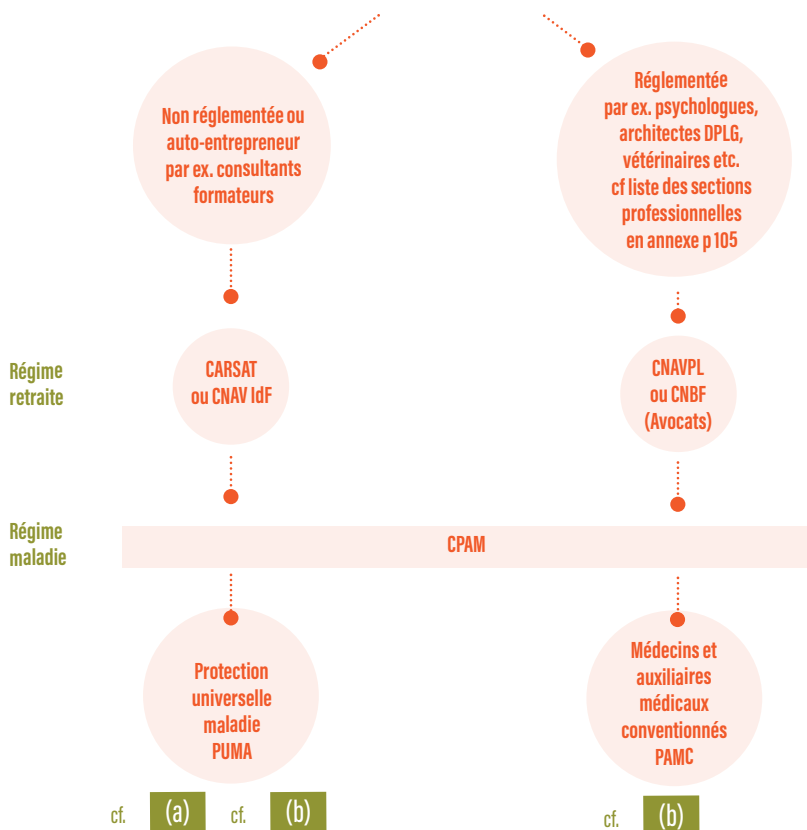 Non réglementée ou
auto-entrepreneur
par ex. consultants
formateurs
Réglementée
par ex. psychologues,
architectes DPLG,
vétérinaires etc.
cf liste des sections
professionnelles
en annexe p 105
Régime
retraite
CARSAT
ou CNAV IdF
CNAVPL
ou CNBF
(Avocats)
Régime
maladie
CPAM
Protection
universelle
maladie
PUMA
Médecins et
auxiliaires
médicaux
conventionnés
PAMC
cf. (a) cf. (b)
cf. (b)